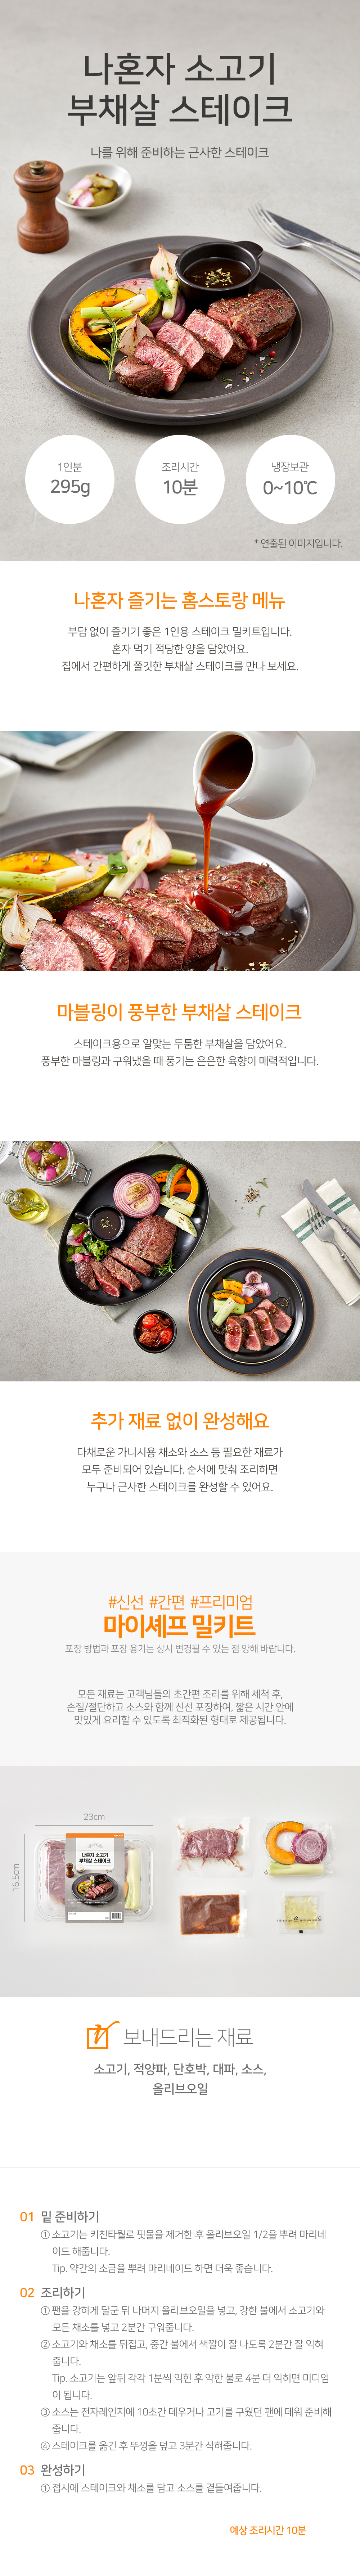 나혼자 소고기
부채살 스테이크
나를 위해 준비하는 근사한 스테이크
1인분
295g
조리시간
10분
냉장보관
0~10℃
* 연출된 이미지입니다.
나혼자 즐기는 홈스토랑 메뉴
부담 없이 즐기기 좋은 1인용 스테이크 밀키트입니다.
혼자 먹기 적당한 양을 담았어요.
집에서 간편하게 쫄깃한 부채살 스테이크를 만나 보세요.
마블링이 풍부한 부채살 스테이크
스테이크용으로 알맞는 두툼한 부채살을 담았어요.
풍부한 마블링과 구워냈을 때 풍기는 은은한 육향이 매력적입니다.
추가 재료 없이 완성해요
다채로운 가니시용 채소와 소스 등 필요한 재료가
모두 준비되어 있습니다. 순서에 맞춰 조리하면
누구나 근사한 스테이크를 완성할 수 있어요.
#신선 #간편 #프리미엄
마이셰프 밀키트
포장 방법과 포장 용기는 상시 변경될 수 있는 점 양해 바랍니다.
모든 재료는 고객님들의 초간편 조리를 위해 세척 후,
손질/절단하고 소스와 함께 신선 포장하여, 짧은 시간 안에
맛있게 요리할 수 있도록 최적화된 형태로 제공됩니다.
23cm
16.5cm
나혼자 소고기
부채살 스테이크
보내드리는 재료
소고기, 적양파, 단호박, 대파, 소스,
올리브오일
01 밑 준비하기
① 소고기는 키친타월로 핏물을 제거한 후 올리브오일 1/2을 뿌려 마리네
이드 해줍니다.
Tip. 약간의 소금을 뿌려 마리네이드 하면 더욱 좋습니다.
02 조리하기
① 팬을 강하게 달군 뒤 나머지 올리브오일을 넣고, 강한 불에서 소고기와
모든 채소를 넣고 2분간 구워줍니다.
② 소고기와 채소를 뒤집고, 중간 불에서 색깔이 잘 나도록 2분간 잘 익혀
줍니다.
Tip. 소고기는 앞뒤 각각 1분씩 익힌 후 약한 불로 4분 더 익히면 미디엄
이 됩니다.
③ 소스는 전자레인지에 10초간 데우거나 고기를 구웠던 팬에 데워 준비해
줍니다.
④ 스테이크를 옮긴 후 뚜껑을 덮고 3분간 식혀줍니다.
03 완성하기
① 접시에 스테이크와 채소를 담고 소스를 곁들여줍니다.
예상 조리시간 10분